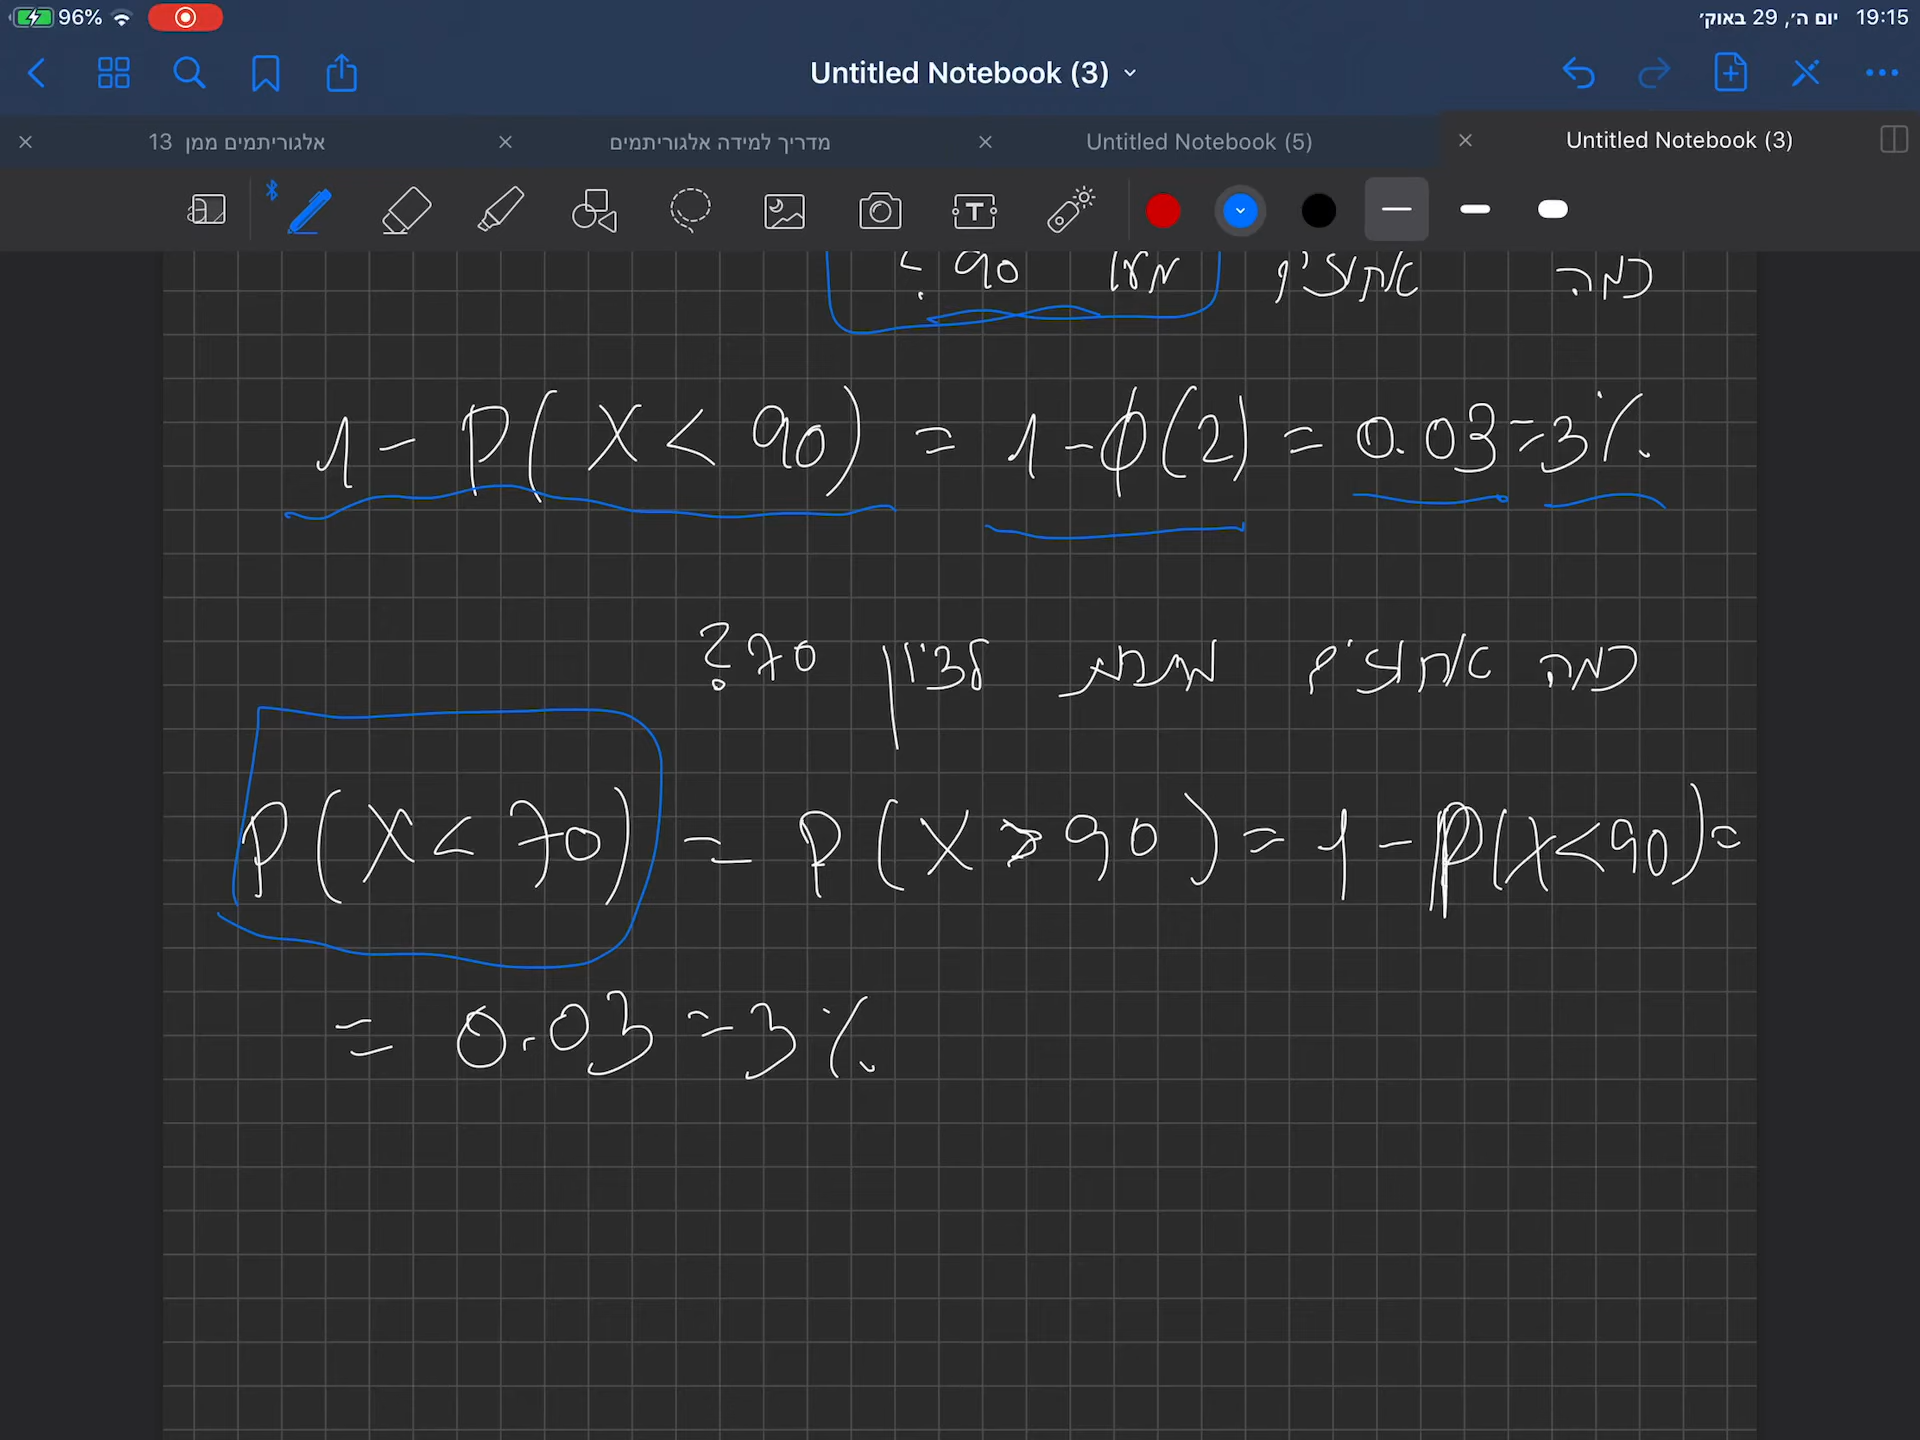 96% 19:15 יום ה׳, 29 באוק׳
Untitled Notebook (3)
אלגוריתמים ממן 13
מדריך למידה אלגוריתמים
Untitled Notebook (5)
Untitled Notebook (3)
T
כמה אחוזים מעל 90?
1 - P(X < 90) = 1 - ϕ(2) = 0.03 = 3%
כמה אחוזים מתחת לציון 70?
P(X < 70) = P(X > 90) = 1 - P(X < 90) =
= 0.03 = 3%